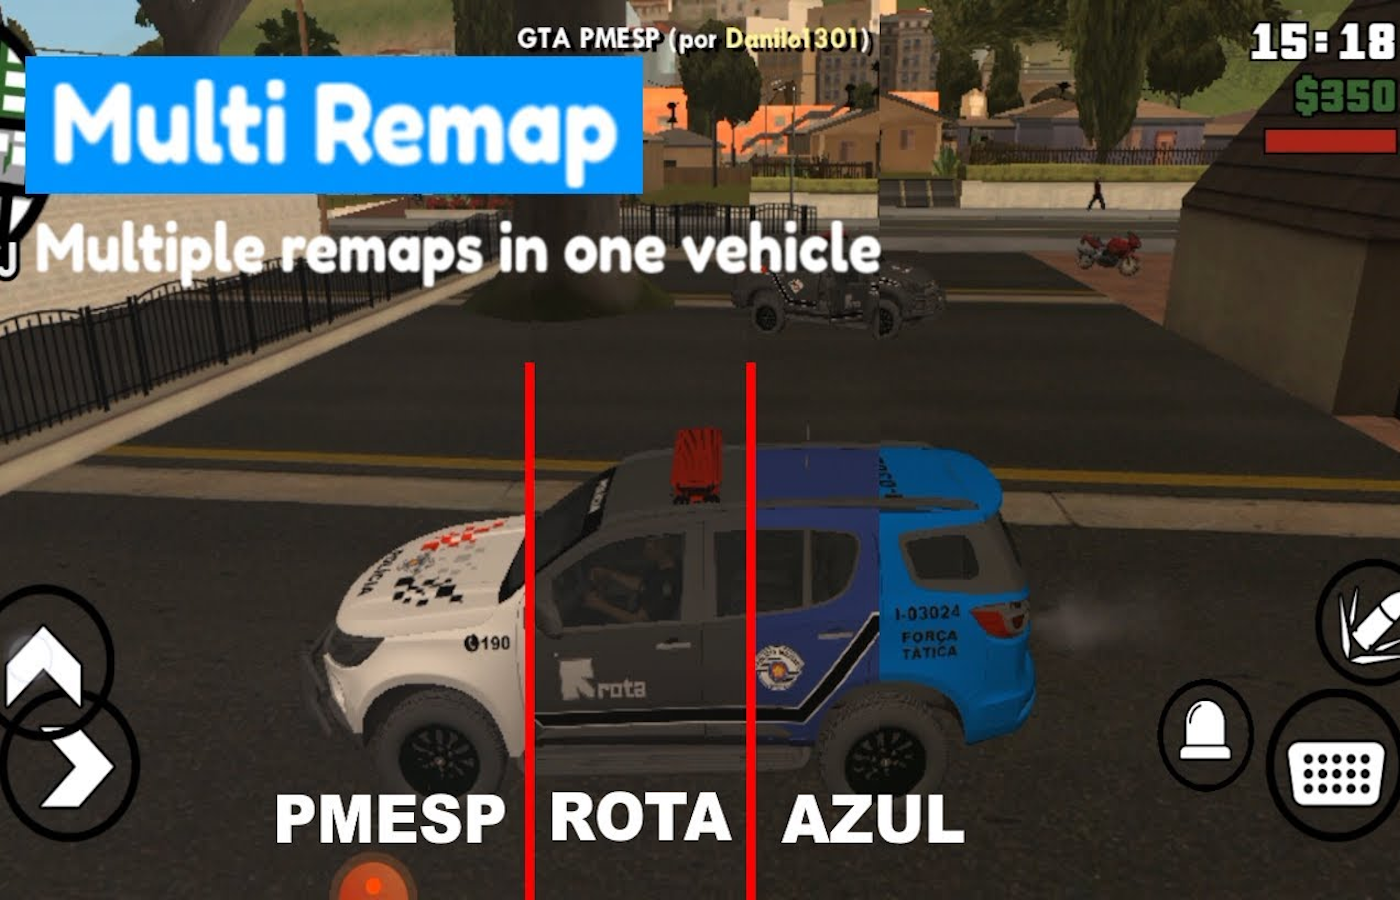 GTA PMESP (por Danilo1301)
15:18
$350
Multi Remap
Multiple remaps in one vehicle
POLÍCIA
190
rota
I-03024
FORÇA
TÁTICA
PMESP
ROTA
AZUL